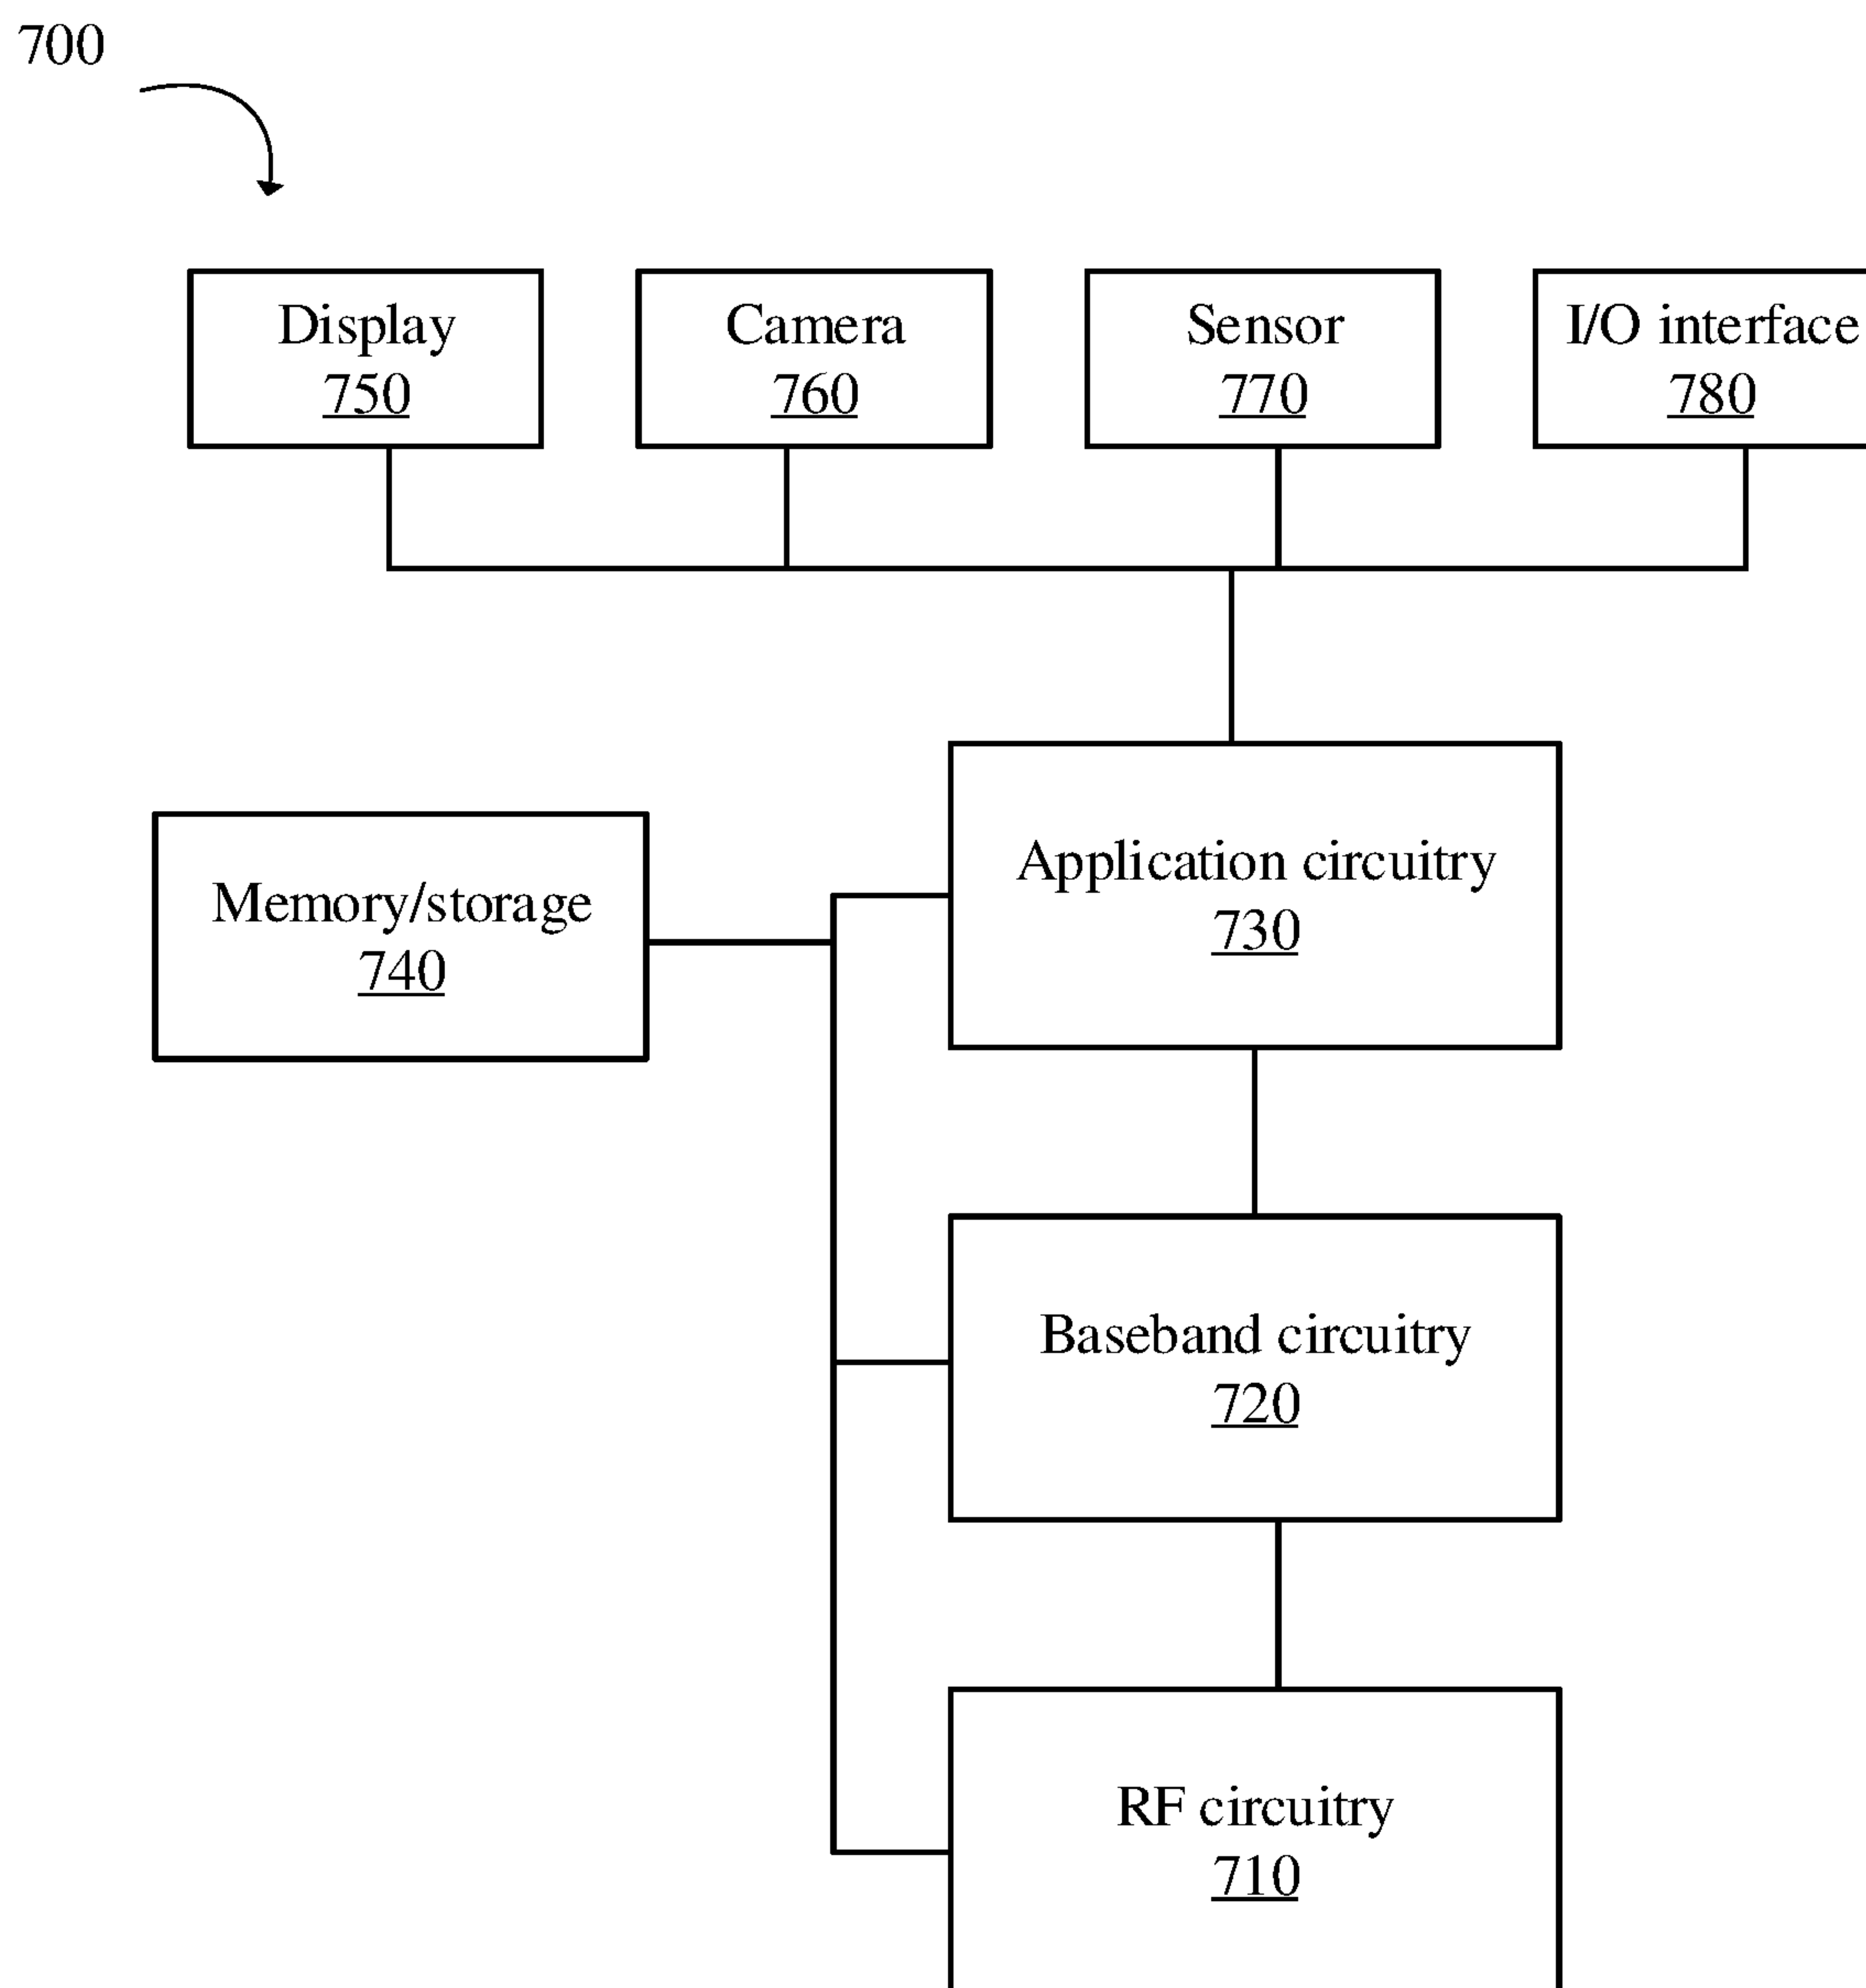 700
Display
750
Camera
760
Sensor
770
I/O interface
780
Application circuitry
730
Memory/storage
740
Baseband circuitry
720
RF circuitry
710